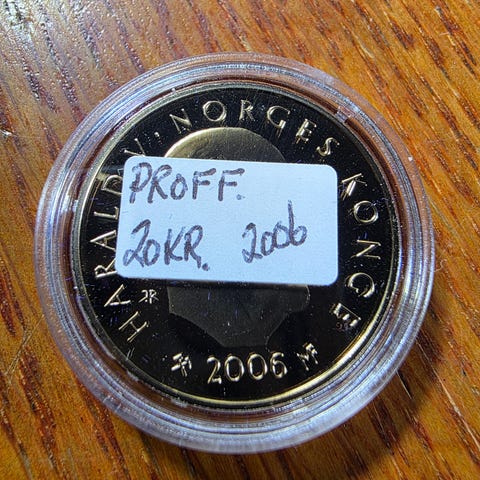 HARALD V · NORGES KONGE
PROFF.
20KR. 2006
2006